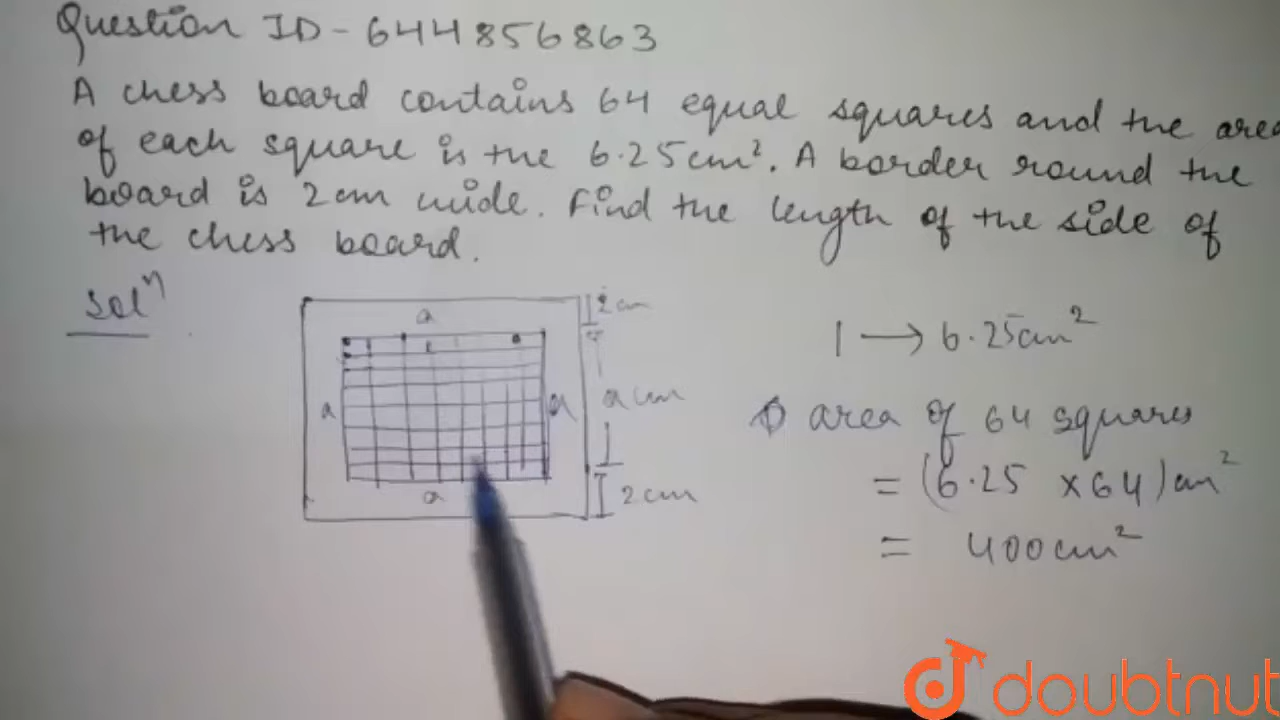 Question ID - 6444856863
A chess board contains 64 equal squares and the area
of each square is the 6.25cm². A border round the
board is 2cm wide. Find the length of the side of
the chess board.
Solⁿ
2cm
a
1 → 6.25cm²
a
a
a cm
area of 64 squares
= (6.25 × 64) cm²
a
2cm
= 400cm²
doubtnut